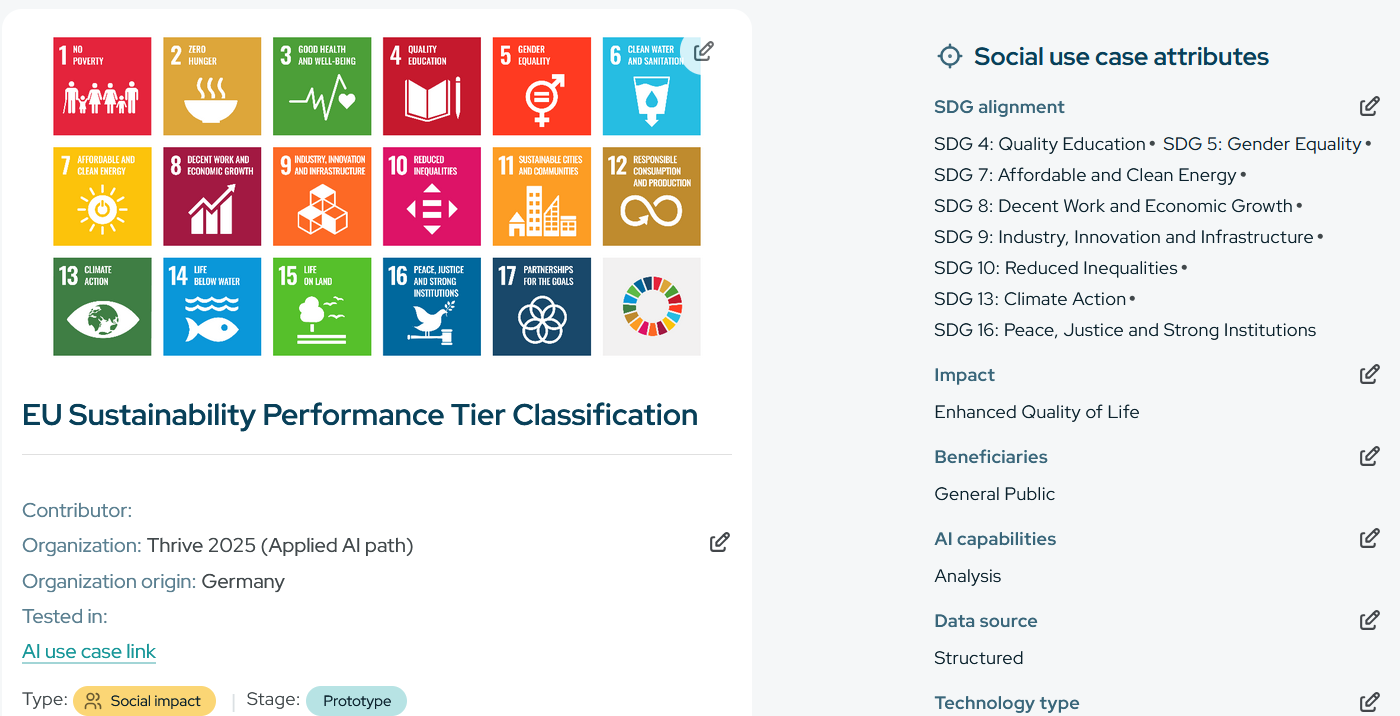 1 NO POVERTY
2 ZERO HUNGER
3 GOOD HEALTH AND WELL-BEING
4 QUALITY EDUCATION
5 GENDER EQUALITY
6 CLEAN WATER AND SANITATION
7 AFFORDABLE AND CLEAN ENERGY
8 DECENT WORK AND ECONOMIC GROWTH
9 INDUSTRY, INNOVATION AND INFRASTRUCTURE
10 REDUCED INEQUALITIES
11 SUSTAINABLE CITIES AND COMMUNITIES
12 RESPONSIBLE CONSUMPTION AND PRODUCTION
13 CLIMATE ACTION
14 LIFE BELOW WATER
15 LIFE ON LAND
16 PEACE, JUSTICE AND STRONG INSTITUTIONS
17 PARTNERSHIPS FOR THE GOALS
EU Sustainability Performance Tier Classification
Contributor:
Organization: Thrive 2025 (Applied AI path)
Organization origin: Germany
Tested in:
AI use case link
Type: Social impact | Stage: Prototype
Social use case attributes
SDG alignment
SDG 4: Quality Education • SDG 5: Gender Equality •
SDG 7: Affordable and Clean Energy •
SDG 8: Decent Work and Economic Growth •
SDG 9: Industry, Innovation and Infrastructure •
SDG 10: Reduced Inequalities •
SDG 13: Climate Action •
SDG 16: Peace, Justice and Strong Institutions
Impact
Enhanced Quality of Life
Beneficiaries
General Public
AI capabilities
Analysis
Data source
Structured
Technology type